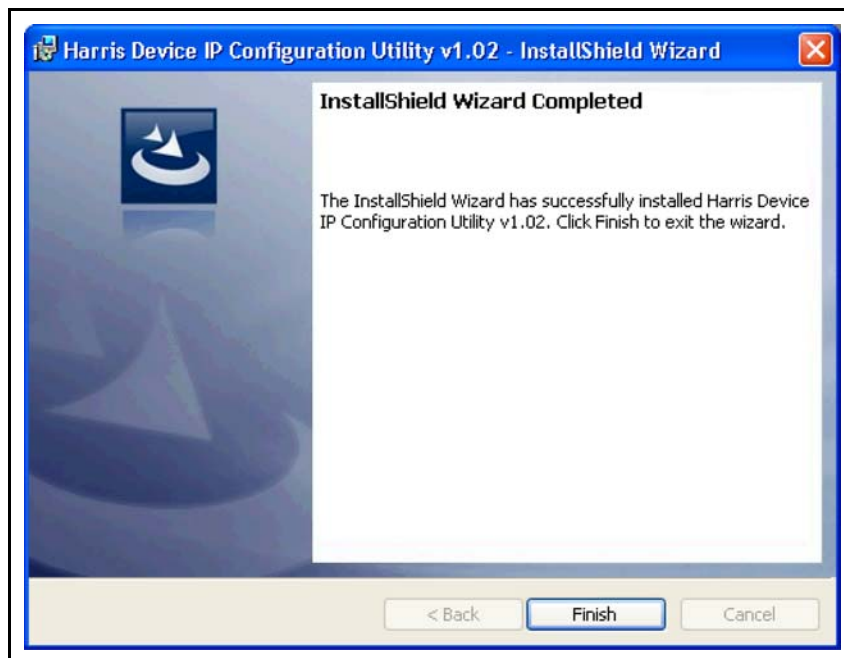 Harris Device IP Configuration Utility v1.02 - InstallShield Wizard
InstallShield Wizard Completed
The InstallShield Wizard has successfully installed Harris Device
IP Configuration Utility v1.02. Click Finish to exit the wizard.
< Back
Finish
Cancel